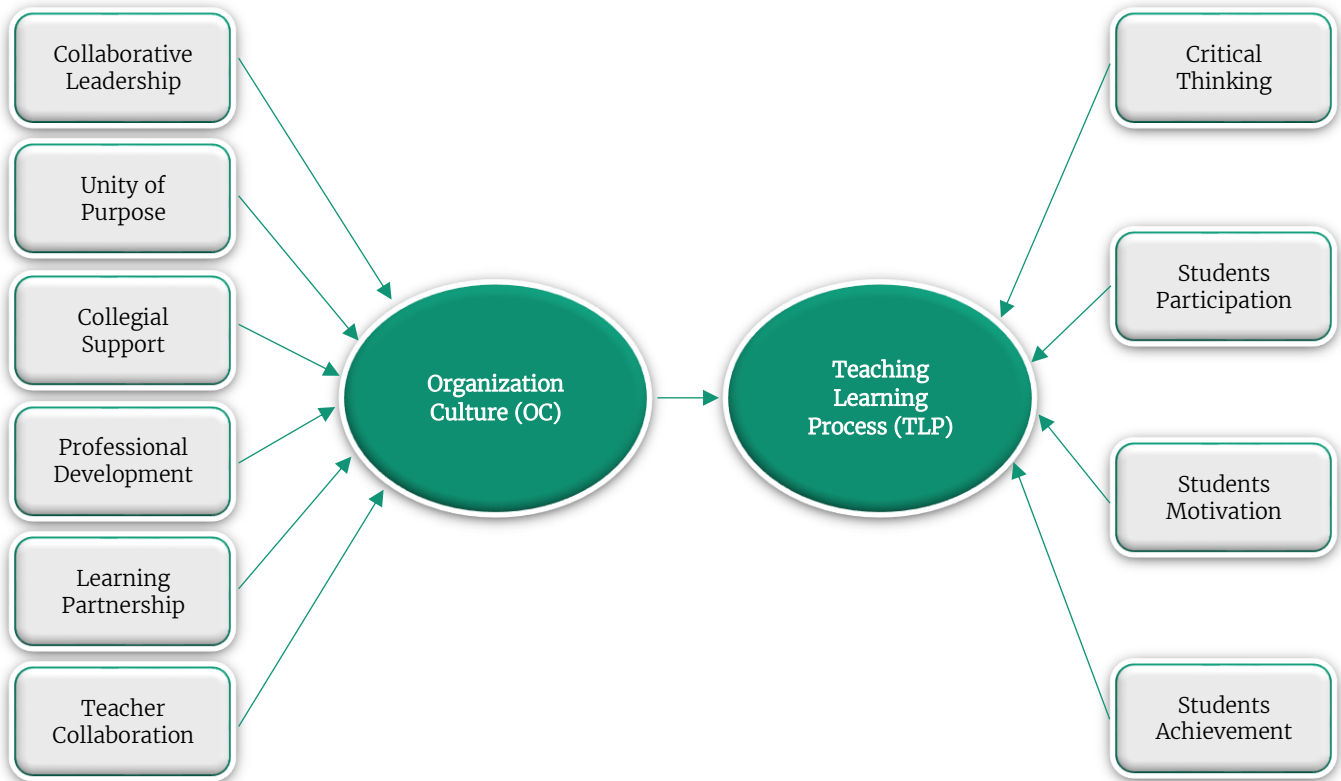 Collaborative
Leadership
Unity of
Purpose
Collegial
Support
Professional
Development
Learning
Partnership
Teacher
Collaboration
Organization
Culture (OC)
Teaching
Learning
Process (TLP)
Critical
Thinking
Students
Participation
Students
Motivation
Students
Achievement